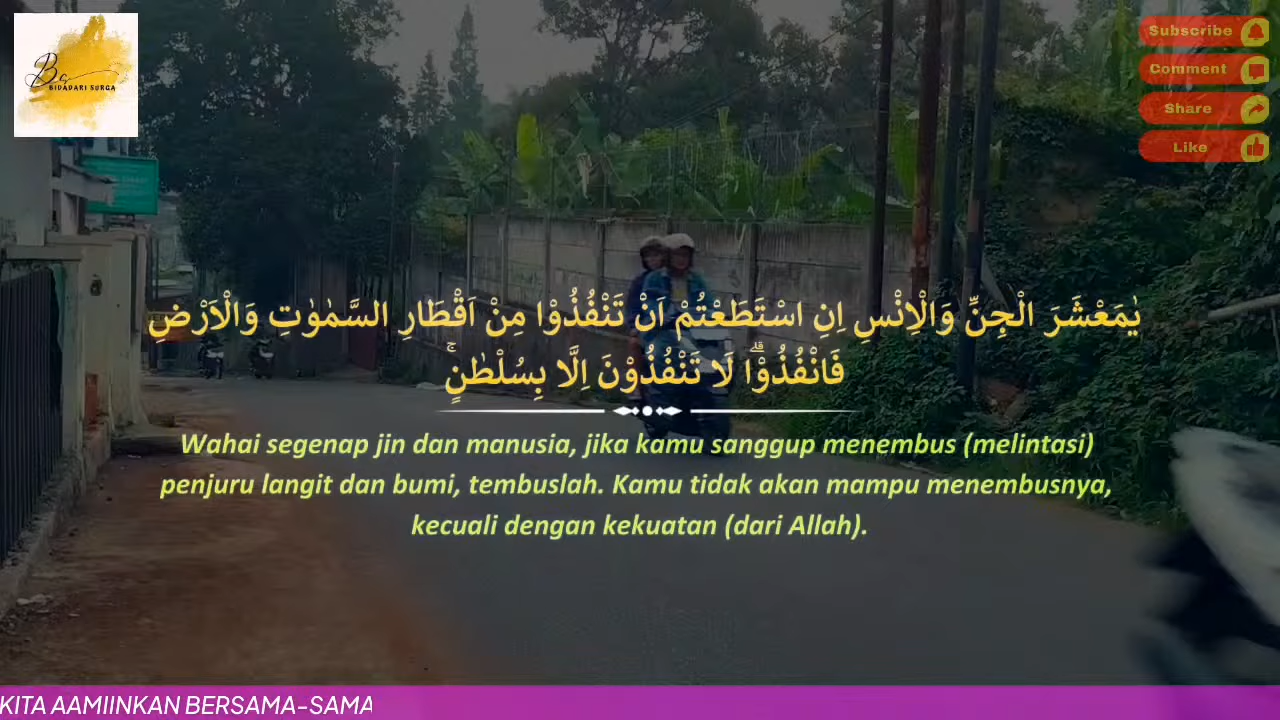 Bs
BIDADARI SURGA
Subscribe
Comment
Share
Like
يٰمَعْشَرَ الْجِنِّ وَالْاِنْسِ اِنِ اسْتَطَعْتُمْ اَنْ تَنْفُذُوْا مِنْ اَقْطَارِ السَّمٰوٰتِ وَالْاَرْضِ
فَانْفُذُوْاۗ لَا تَنْفُذُوْنَ اِلَّا بِسُلْطٰنٍۚ
Wahai segenap jin dan manusia, jika kamu sanggup menembus (melintasi)
penjuru langit dan bumi, tembuslah. Kamu tidak akan mampu menembusnya,
kecuali dengan kekuatan (dari Allah).
KITA AAMIINKAN BERSAMA-SAMA